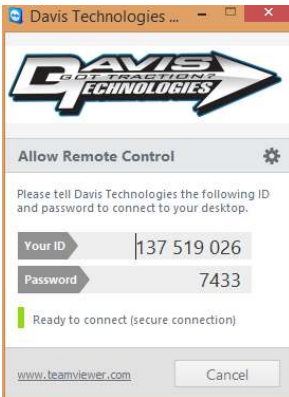 Davis Technologies ...
DAVIS
GOT TRACTION?
TECHNOLOGIES
Allow Remote Control
Please tell Davis Technologies the following ID
and password to connect to your desktop.
Your ID 137 519 026
Password 7433
Ready to connect (secure connection)
www.teamviewer.com Cancel